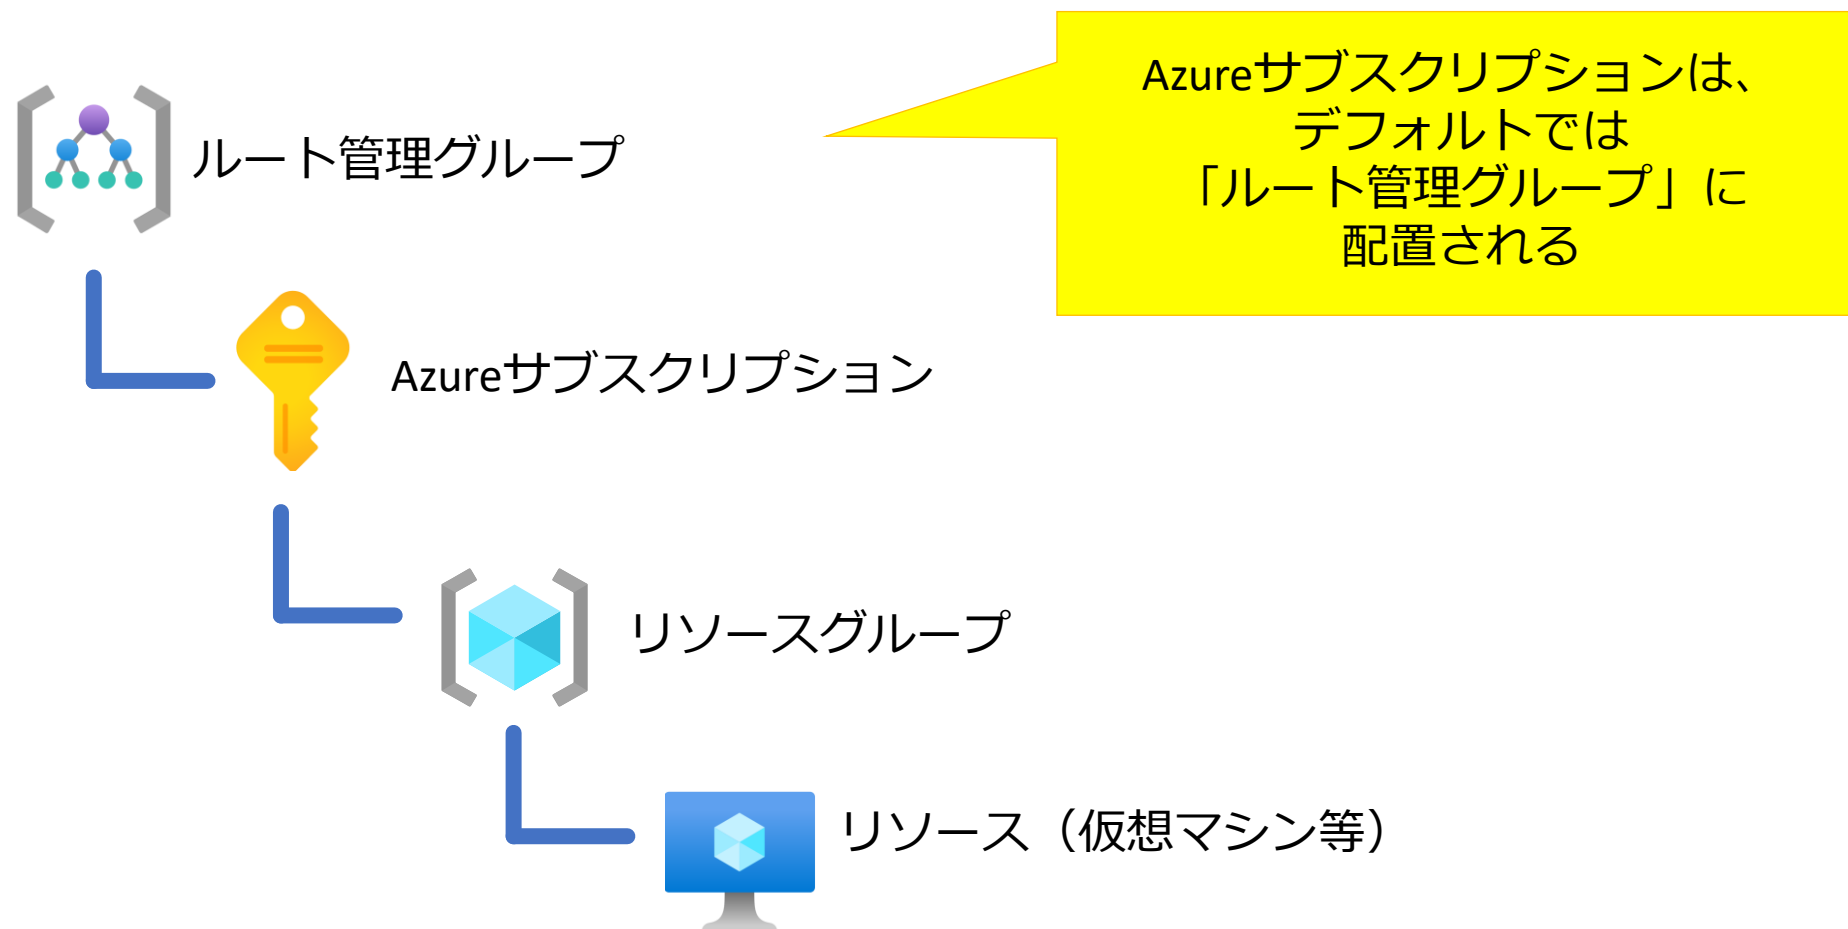 ルート管理グループ
Azureサブスクリプションは、
デフォルトでは
「ルート管理グループ」に
配置される
Azureサブスクリプション
リソースグループ
リソース（仮想マシン等）